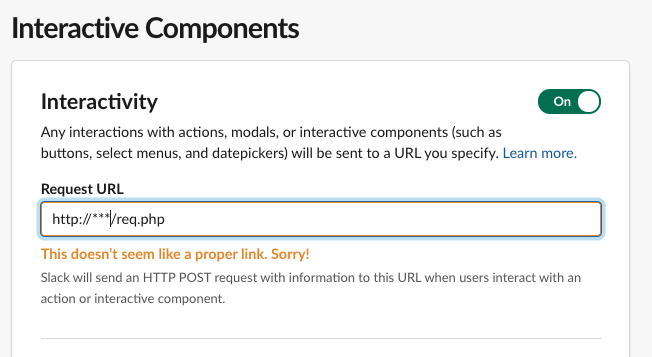 Interactive Components
Interactivity
On
Any interactions with actions, modals, or interactive components (such as
buttons, select menus, and datepickers) will be sent to a URL you specify. Learn more.
Request URL
http://***/req.php
This doesn't seem like a proper link. Sorry!
Slack will send an HTTP POST request with information to this URL when users interact with an
action or interactive component.